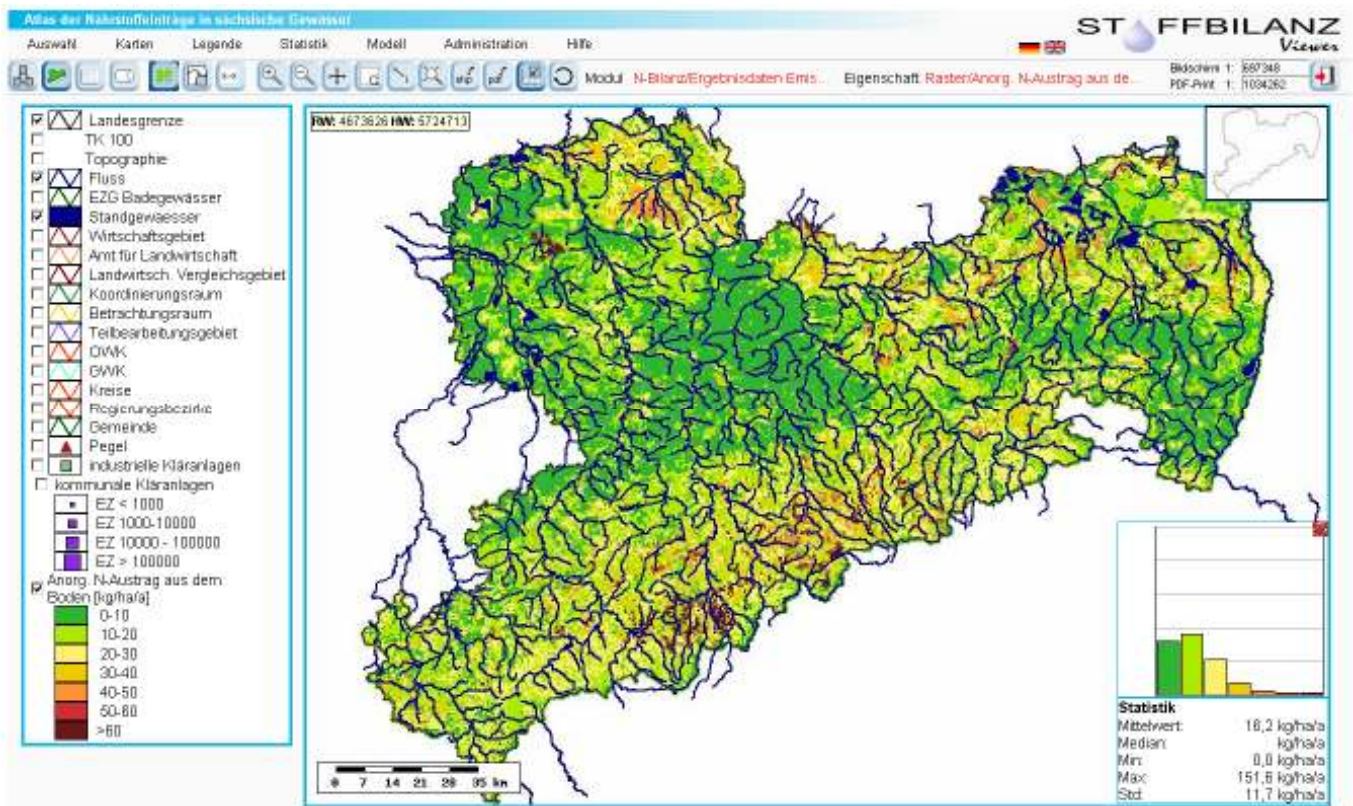 Atlas der Nährstoffeinträge in sächsische Gewässer
STOFFBILANZ
Viewer
Auswahl Karten Legende Statistik Modell Administration Hilfe
Modul N-Bilanz/Ergebnisdaten Emis... Eigenschaft Raster/Anorg. N-Austrag aus de...
Bildschirm 1: 697348
PDF-Print 1: 1034262
RW: 4673626 HW: 5724713
Landesgrenze
TK 100
Topographie
Fluss
EZG Badegewässer
Standgewaesser
Wirtschaftsgebiet
Amt für Landwirtschaft
Landwirtsch. Vergleichsgebiet
Koordinierungsraum
Betrachtungsraum
Teilbearbeitungsgebiet
OWK
GWK
Kreise
Regierungsbezirke
Gemeinde
Pegel
industrielle Kläranlagen
kommunale Kläranlagen
EZ < 1000
EZ 1000-10000
EZ 10000 - 100000
EZ > 100000
Anorg. N-Austrag aus dem
Boden [kg/ha/a]
0-10
10-20
20-30
30-40
40-50
50-60
>60
0 7 14 21 28 35 km
Statistik
Mittelwert: 16,2 kg/ha/a
Median: kg/ha/a
Min: 0,0 kg/ha/a
Max: 151,6 kg/ha/a
Std: 11,7 kg/ha/a